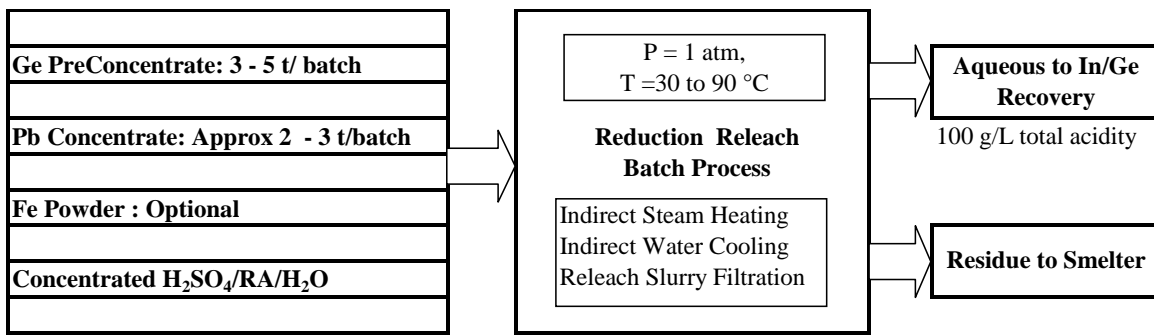 Ge PreConcentrate: 3 - 5 t/ batch
Pb Concentrate: Approx 2  - 3 t/batch
Fe Powder : Optional
Concentrated H₂SO₄/RA/H₂O
P = 1 atm,
T =30 to 90 °C
Reduction  Releach
Batch Process
Indirect Steam Heating
Indirect Water Cooling
Releach Slurry Filtration
Aqueous to In/Ge
Recovery
100 g/L total acidity
Residue to Smelter